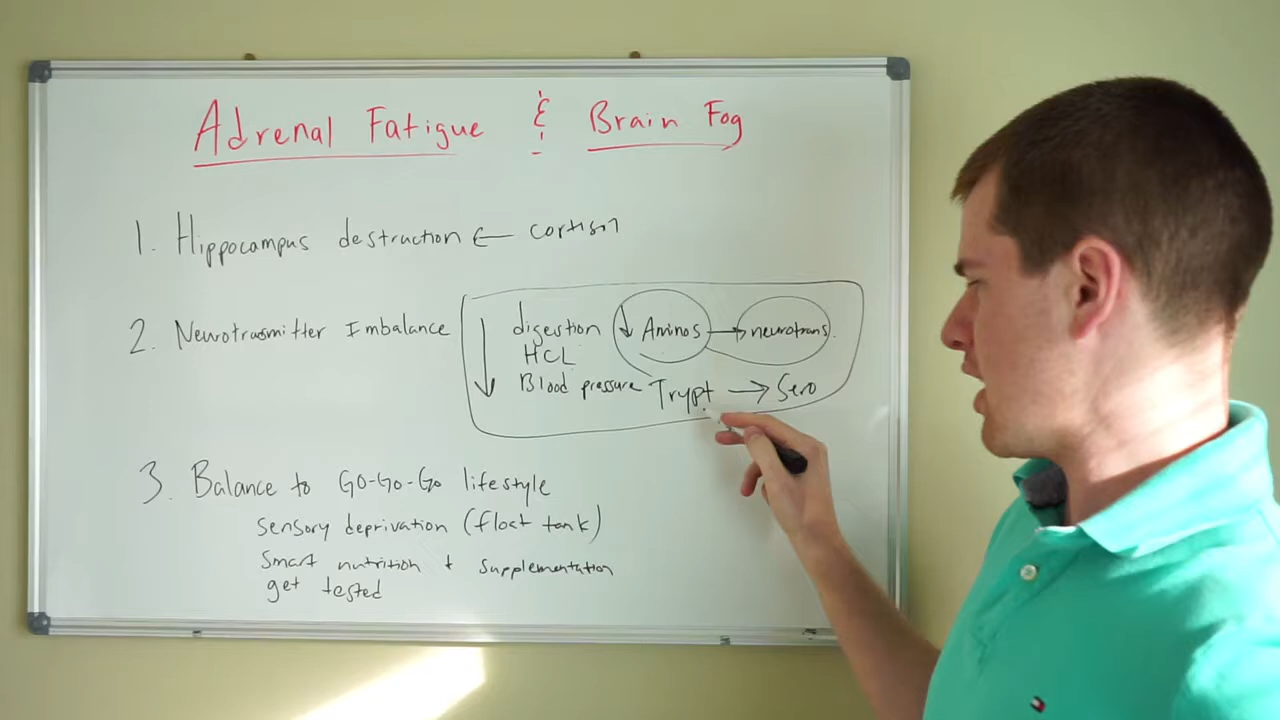 Adrenal Fatigue & Brain Fog
1. Hippocampus destruction ← cortisol
2. Neurotrasmitter Imbalance ↓ digestion ↓ Aminos → neurotrans.
HCL
Blood pressure Trypt → Sero
3. Balance to Go-Go-Go lifestyle
sensory deprivation (float tank)
smart nutrition + supplementation
get tested